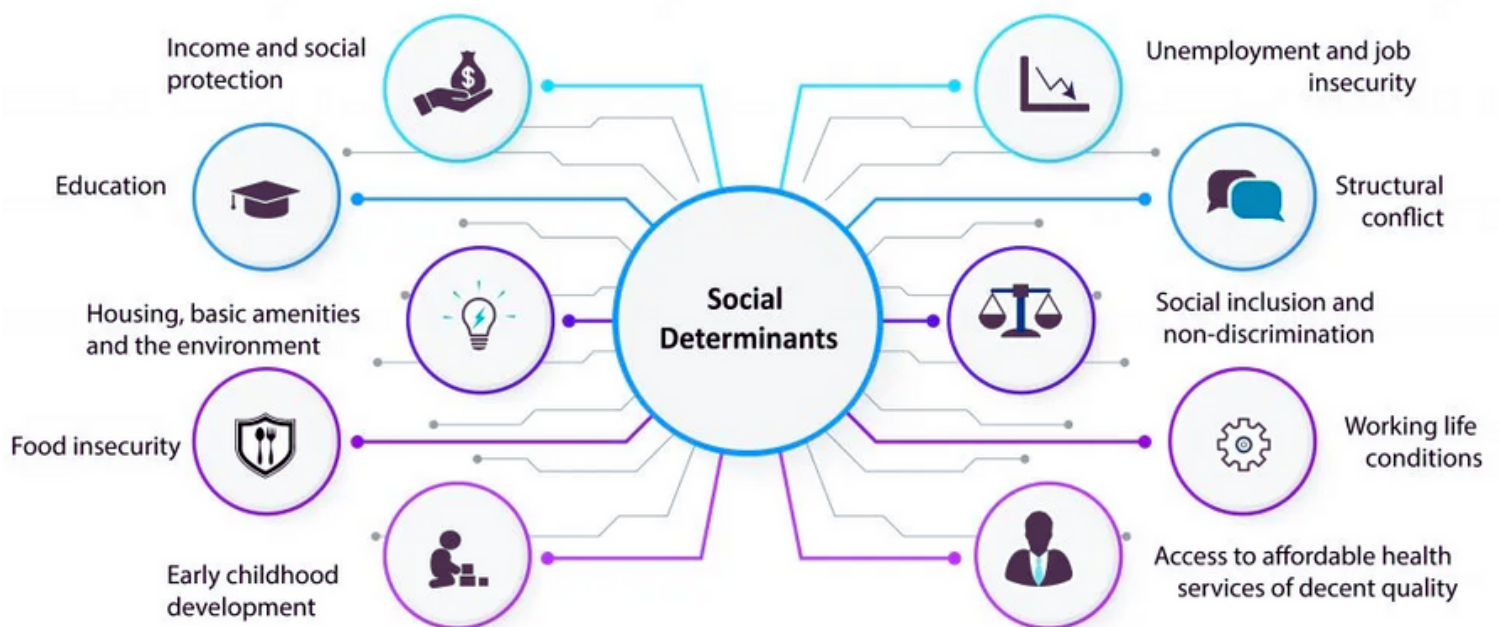 Income and social
protection
Education
Housing, basic amenities
and the environment
Food insecurity
Early childhood
development
Social
Determinants
Unemployment and job
insecurity
Structural
conflict
Social inclusion and
non-discrimination
Working life
conditions
Access to affordable health
services of decent quality
$